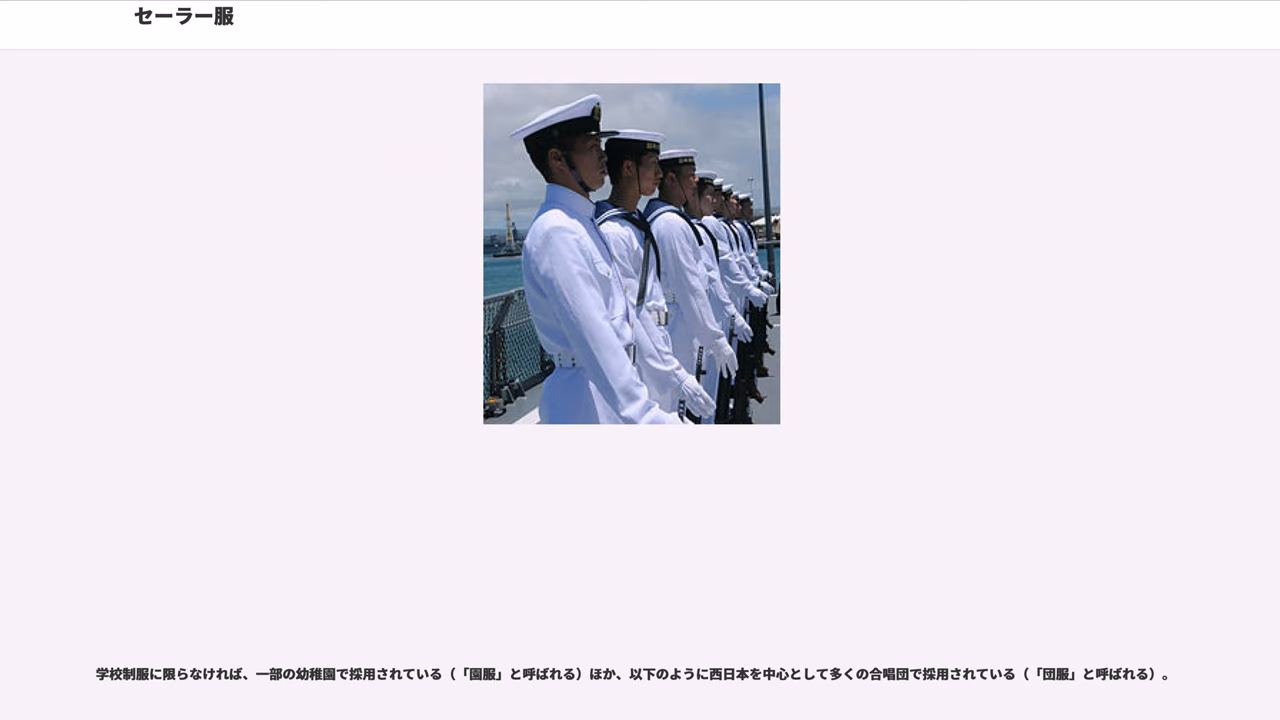 セーラー服
学校制服に限らなければ、一部の幼稚園で採用されている（「園服」と呼ばれる）ほか、以下のように西日本を中心として多くの合唱団で採用されている（「団服」と呼ばれる）。